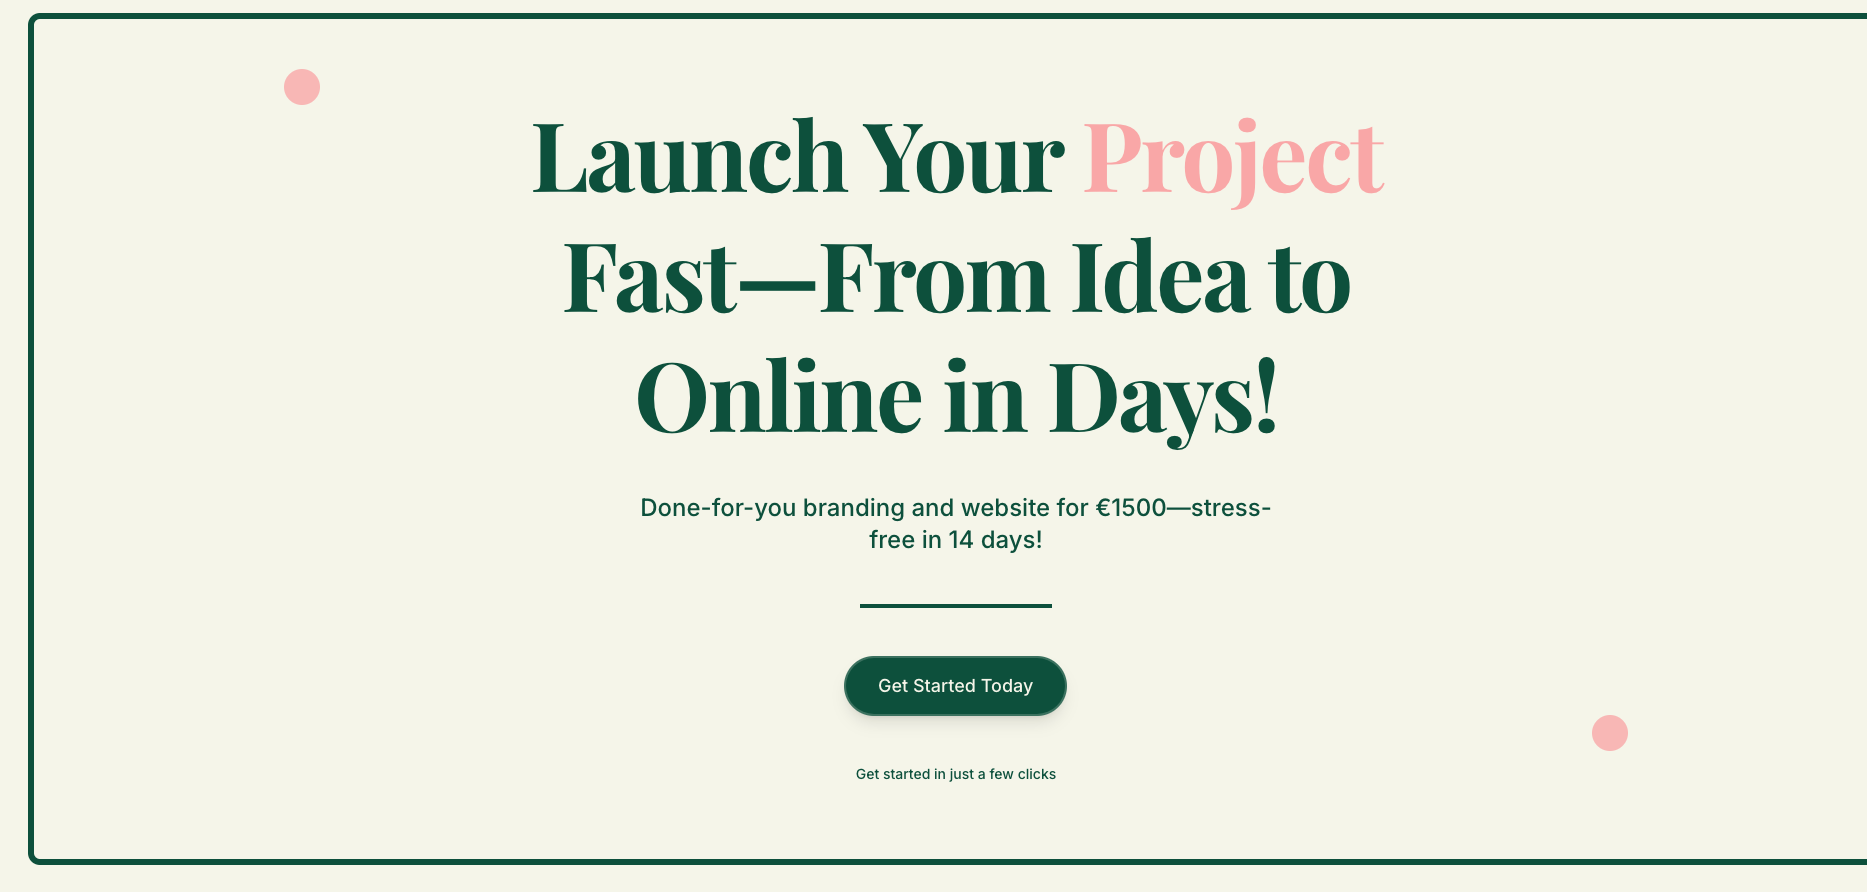 Launch Your Project
Fast—From Idea to
Online in Days!
Done-for-you branding and website for €1500—stress-
free in 14 days!
Get Started Today
Get started in just a few clicks